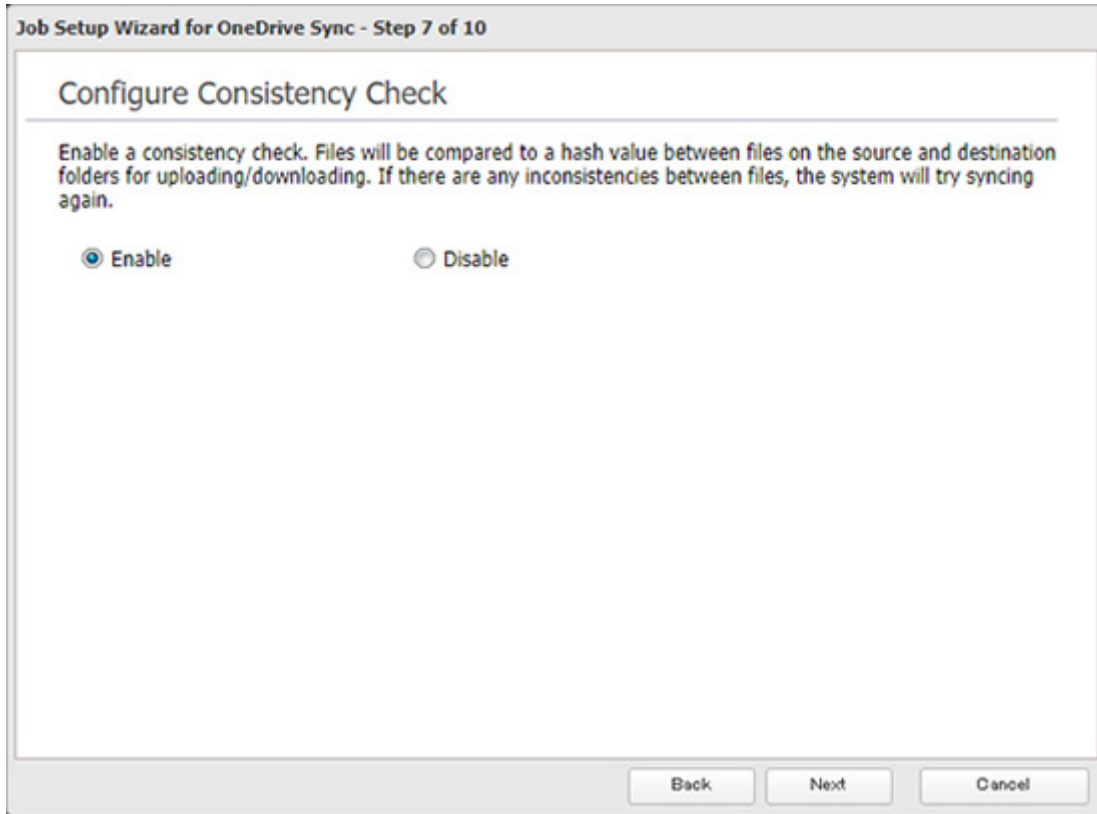 Job Setup Wizard for OneDrive Sync - Step 7 of 10
Configure Consistency Check
Enable a consistency check. Files will be compared to a hash value between files on the source and destination
folders for uploading/downloading. If there are any inconsistencies between files, the system will try syncing
again.
Enable Disable
Back Next Cancel